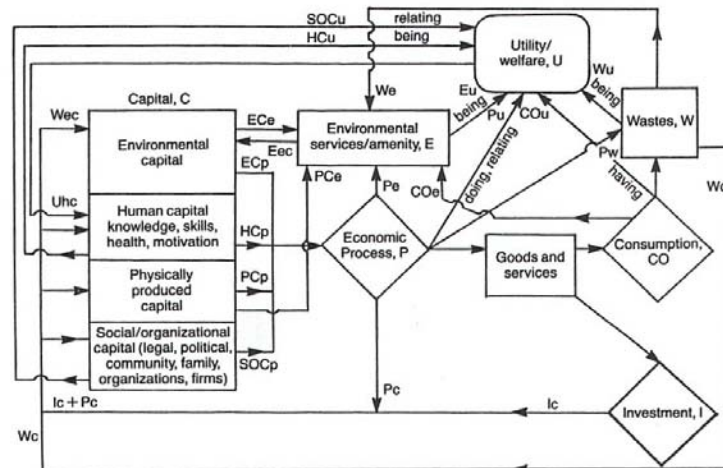 SOCu
relating
HCu
being
Utility/
welfare, U
We
Eu
being
Pu
COu
Wu
being
Wastes, W
Capital, C
Wec
ECe
Environmental
capital
Eec
ECp
Environmental
services/amenity, E
PCe
Pe
COe
doing, relating
Pw
having
Uhc
Human capital
knowledge, skills,
health, motivation
HCp
Economic
Process, P
Goods and
services
Consumption,
CO
Physically
produced
capital
PCp
Social/organizational
capital (legal, political,
community, family,
organizations, firms)
SOCp
Ic + Pc
Pc
Ic
Investment, I
Wc